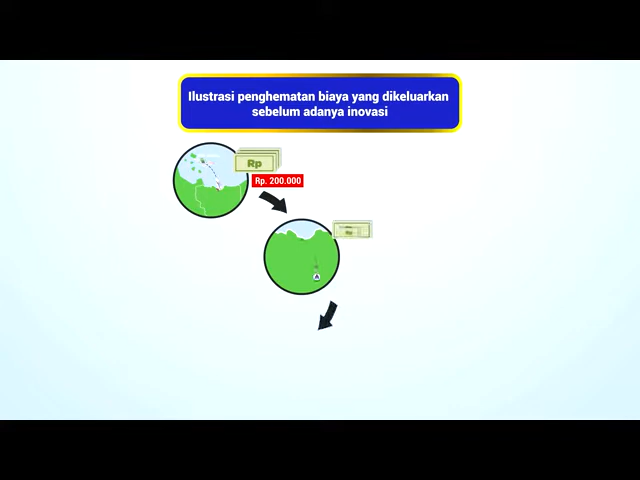 Ilustrasi penghematan biaya yang dikeluarkan
sebelum adanya inovasi
Rp
Rp. 200.000